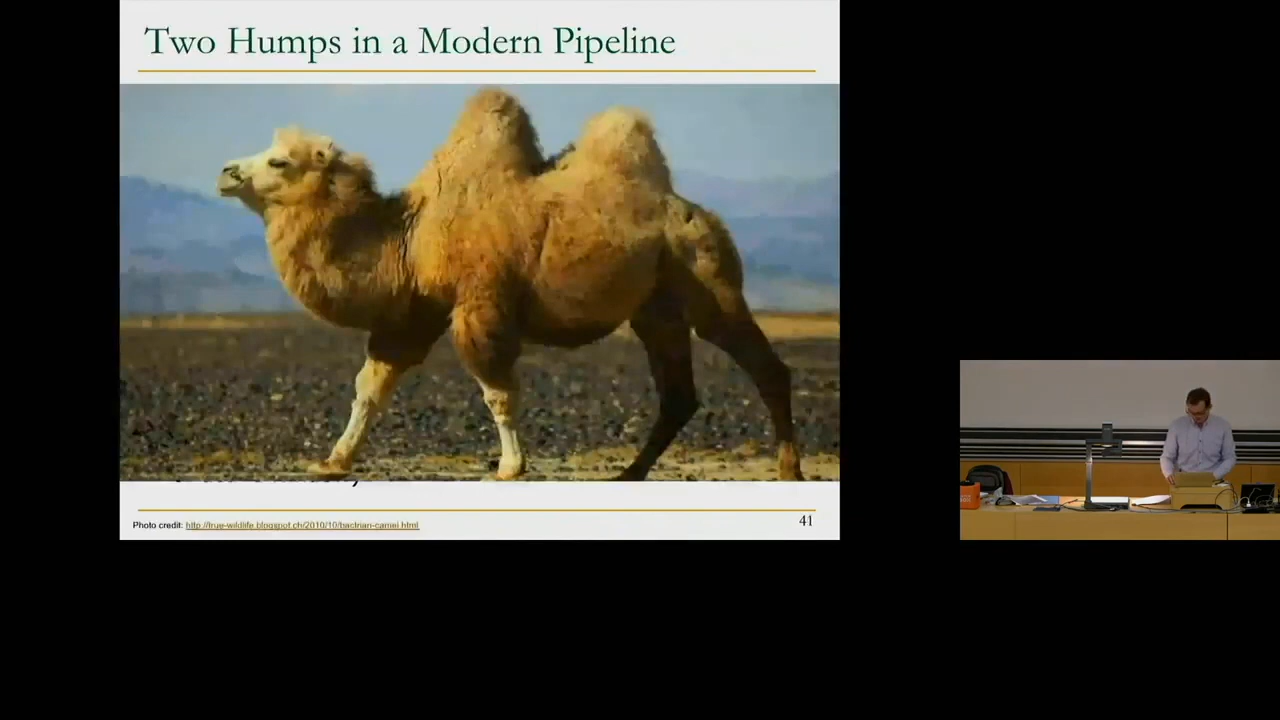 Two Humps in a Modern Pipeline
Photo credit: http://true-wildlife.blogspot.ch/2010/10/bactrian-camel.html
41